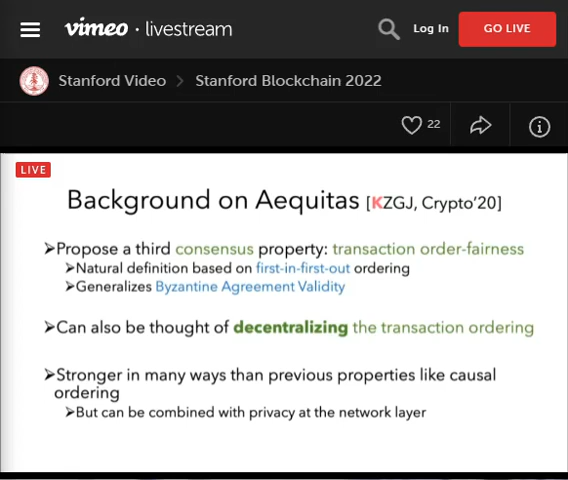 vimeo · livestream
Log In
GO LIVE
Stanford Video
Stanford Blockchain 2022
22
LIVE
Background on Aequitas [KZGJ, Crypto'20]
➢Propose a third consensus property: transaction order-fairness
➢Natural definition based on first-in-first-out ordering
➢Generalizes Byzantine Agreement Validity
➢Can also be thought of decentralizing the transaction ordering
➢Stronger in many ways than previous properties like causal
ordering
➢But can be combined with privacy at the network layer